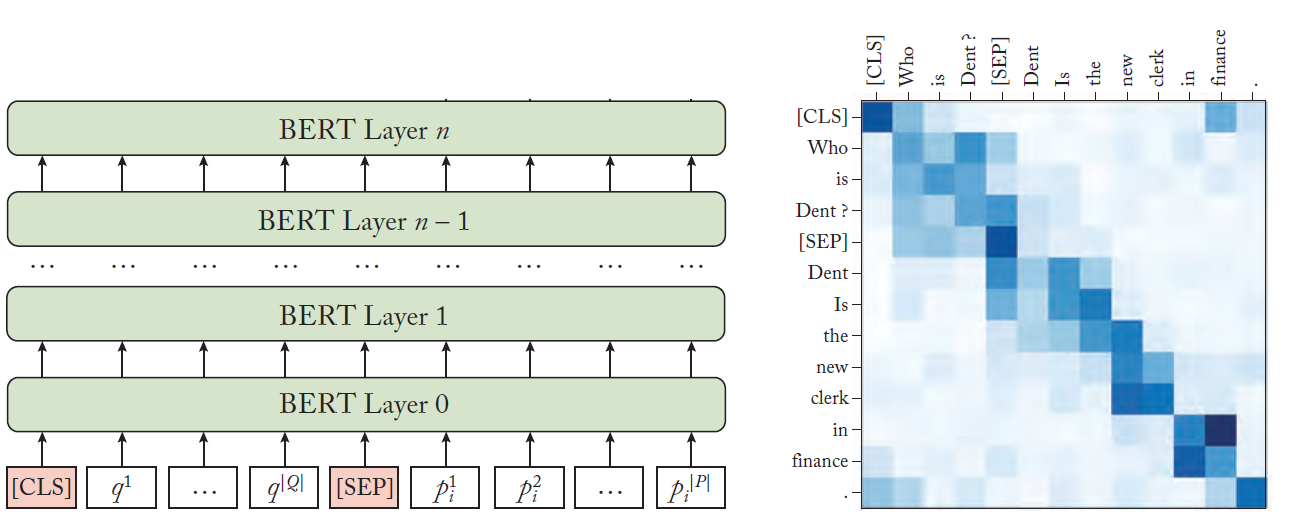 BERT Layer n
BERT Layer n – 1
... ... ... ... ... ... ... ... ...
BERT Layer 1
BERT Layer 0
[CLS] q^1 ... q^|Q| [SEP] p_i^1 p_i^2 ... p_i^|P|
[CLS] Who is Dent ? [SEP] Dent Is the new clerk in finance .
[CLS]
Who
is
Dent ?
[SEP]
Dent
Is
the
new
clerk
in
finance
.